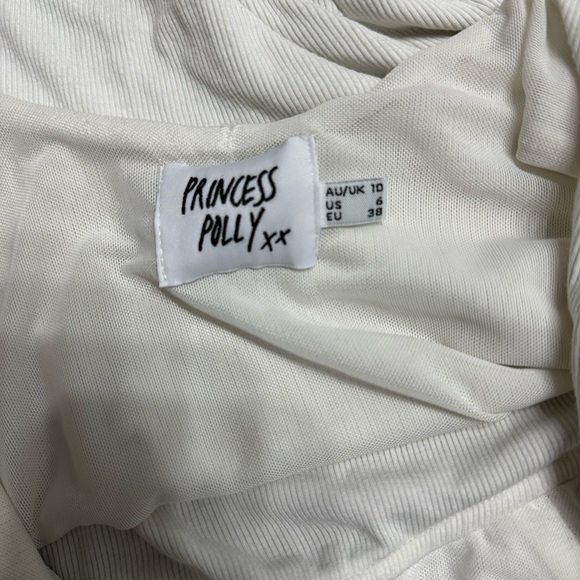 PRINCESS
POLLY xx
AU/UK 10
US 6
EU 38